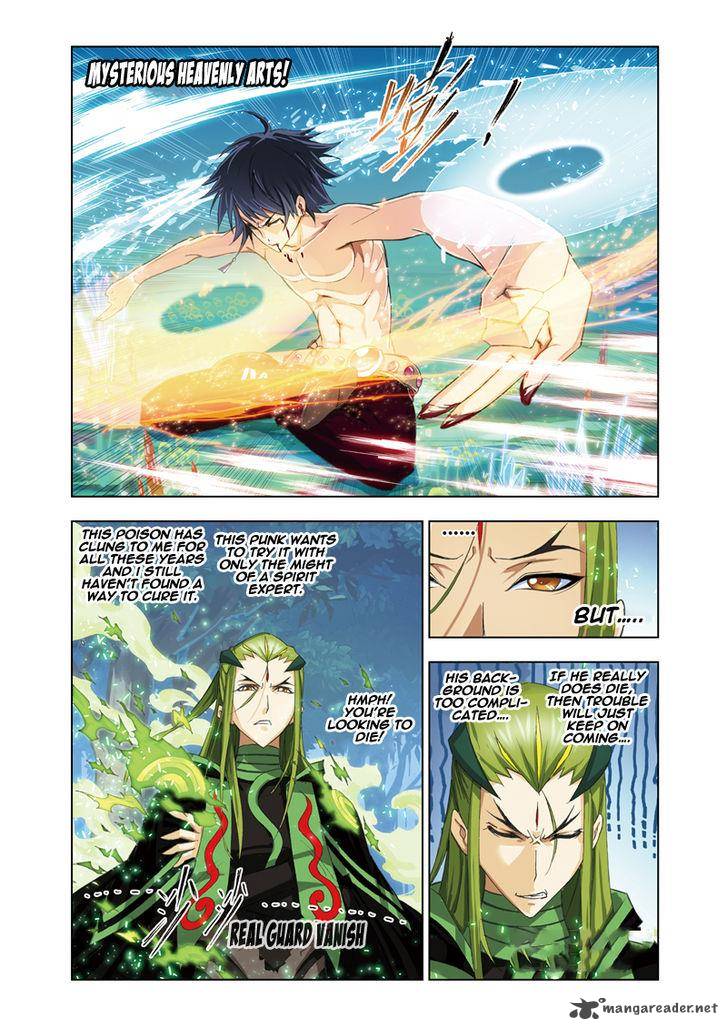 MYSTERIOUS HEAVENLY ARTS!
嘭!
THIS POISON HAS
CLUNG TO ME FOR
ALL THESE YEARS
AND I STILL
HAVEN'T FOUND A
WAY TO CURE IT.
THIS PUNK WANTS
TO TRY IT WITH
ONLY THE MIGHT
OF A SPIRIT
EXPERT.
HMPH!
YOU'RE
LOOKING TO
DIE!
沙沙
REAL GUARD VANISH
......
BUT.....
HIS BACK-
GROUND IS
TOO COMPLI-
CATED....
IF HE REALLY
DOES DIE,
THEN TROUBLE
WILL JUST
KEEP ON
COMING....
mangareader.net